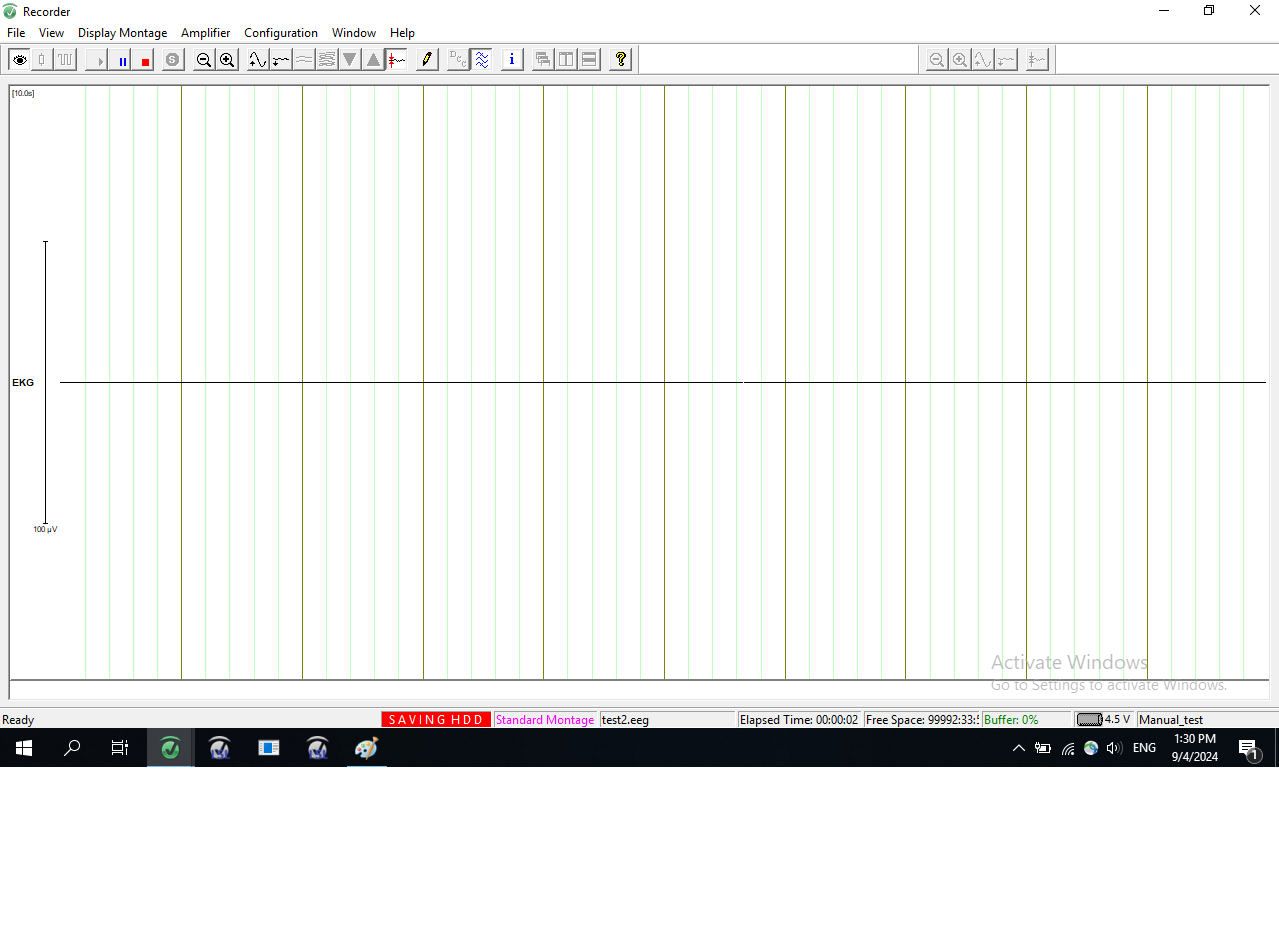 Recorder
File View Display Montage Amplifier Configuration Window Help
[10.0s]
EKG
100 µV
Activate Windows
Go to Settings to activate Windows.
Ready SAVING HDD Standard Montage test2.eeg Elapsed Time: 00:00:02 Free Space: 99992:33: Buffer: 0% 4.5 V Manual_test
ENG
1:30 PM
9/4/2024
1